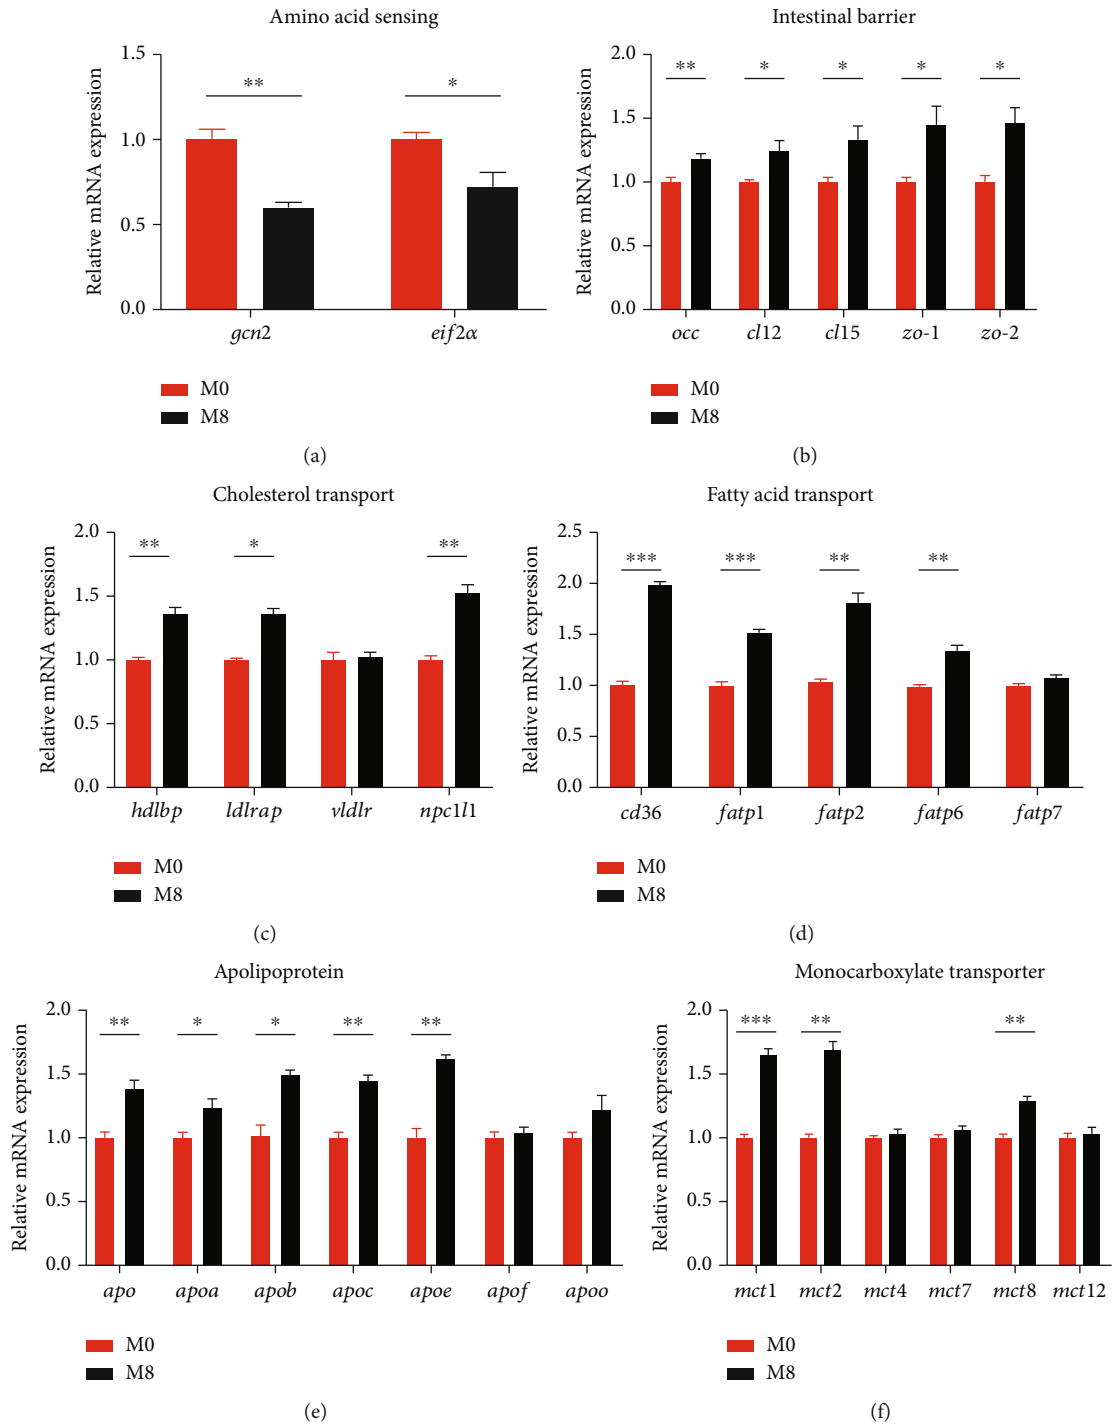 Amino acid sensing
Relative mRNA expression
1.5
1.0
0.5
0.0
**
*
gcn2 eif2α
M0
M8
(a)
Intestinal barrier
Relative mRNA expression
2.0
1.5
1.0
0.5
0.0
** * * * *
occ cl12 cl15 zo-1 zo-2
M0
M8
(b)
Cholesterol transport
Relative mRNA expression
2.0
1.5
1.0
0.5
0.0
** * **
hdlbp ldlrap vldlr npc1l1
M0
M8
(c)
Fatty acid transport
Relative mRNA expression
2.5
2.0
1.5
1.0
0.5
0.0
*** *** ** **
cd36 fatp1 fatp2 fatp6 fatp7
M0
M8
(d)
Apolipoprotein
Relative mRNA expression
2.0
1.5
1.0
0.5
0.0
** * * ** **
apo apoa apob apoc apoe apof apoo
M0
M8
(e)
Monocarboxylate transporter
Relative mRNA expression
2.0
1.5
1.0
0.5
0.0
*** ** **
mct1 mct2 mct4 mct7 mct8 mct12
M0
M8
(f)